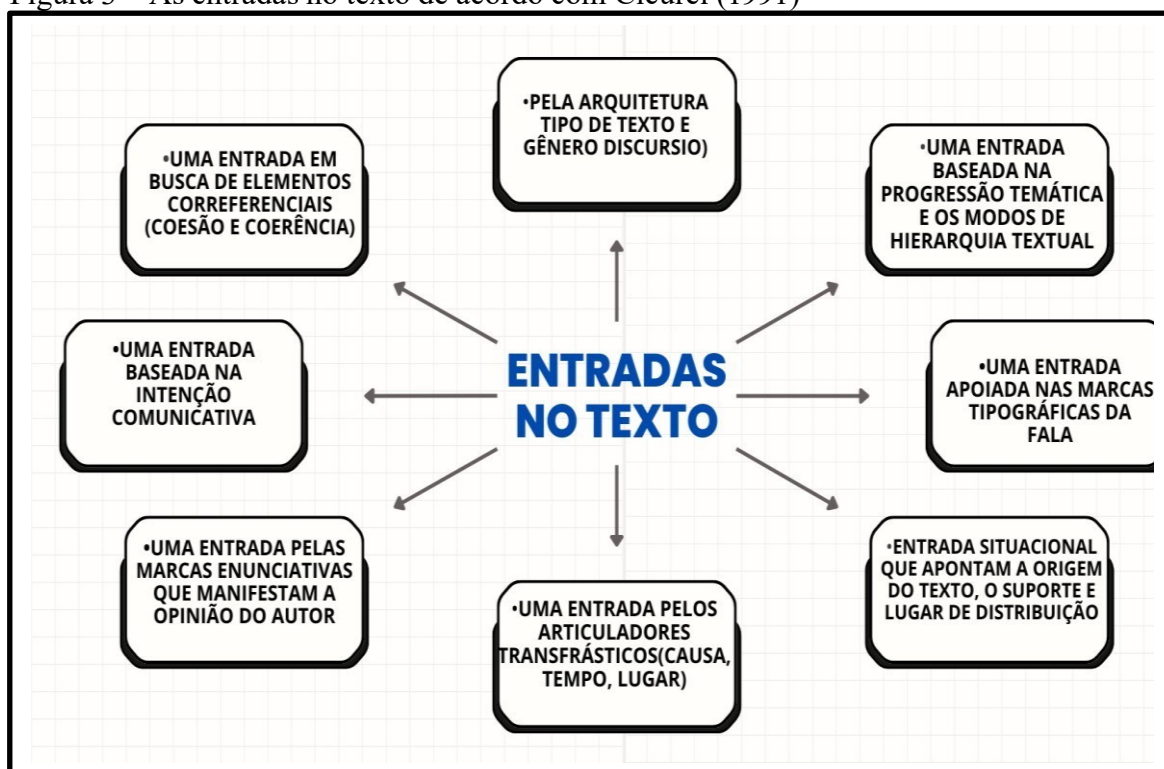 Figura 3 – As entradas no texto de acordo com Cicurel (1991)
•PELA ARQUITETURA
TIPO DE TEXTO E
GÊNERO DISCURSIO)
•UMA ENTRADA EM
BUSCA DE ELEMENTOS
CORREFERENCIAIS
(COESÃO E COERÊNCIA)
•UMA ENTRADA
BASEADA NA
PROGRESSÃO TEMÁTICA
E OS MODOS DE
HIERARQUIA TEXTUAL
•UMA ENTRADA
BASEADA NA
INTENÇÃO
COMUNICATIVA
ENTRADAS
NO TEXTO
•UMA ENTRADA
APOIADA NAS MARCAS
TIPOGRÁFICAS DA
FALA
•UMA ENTRADA PELAS
MARCAS ENUNCIATIVAS
QUE MANIFESTAM A
OPINIÃO DO AUTOR
•UMA ENTRADA PELOS
ARTICULADORES
TRANSFRÁSTICOS(CAUSA,
TEMPO, LUGAR)
•ENTRADA SITUACIONAL
QUE APONTAM A ORIGEM
DO TEXTO, O SUPORTE E
LUGAR DE DISTRIBUIÇÃO